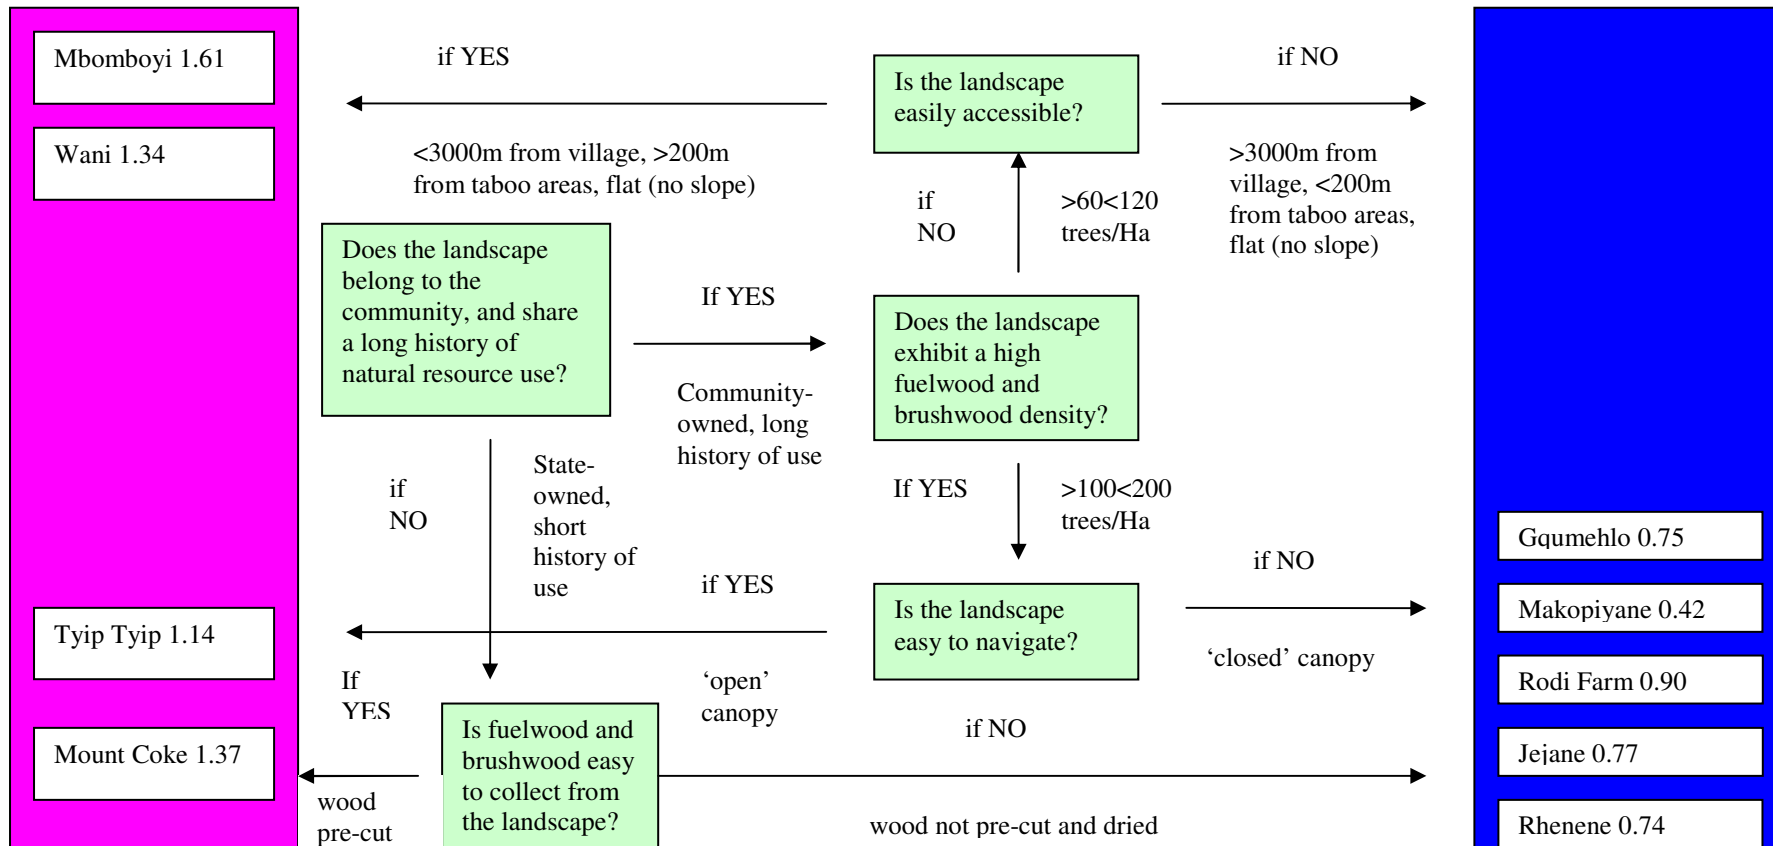 Mbomboyi 1.61
Wani 1.34
Tyip Tyip 1.14
Mount Coke 1.37
if YES
<3000m from village, >200m
from taboo areas, flat (no slope)
Is the landscape
easily accessible?
if NO
>3000m from
village, <200m
from taboo areas,
flat (no slope)
if
NO
>60<120
trees/Ha
Does the landscape
belong to the
community, and share
a long history of
natural resource use?
If YES
Community-
owned, long
history of use
Does the landscape
exhibit a high
fuelwood and
brushwood density?
If YES
>100<200
trees/Ha
if
NO
State-
owned,
short
history of
use
if YES
'open'
canopy
Is the landscape
easy to navigate?
if NO
'closed' canopy
If
YES
wood
pre-cut
Is fuelwood and
brushwood easy
to collect from
the landscape?
if NO
wood not pre-cut and dried
Gqumehlo 0.75
Makopiyane 0.42
Rodi Farm 0.90
Jejane 0.77
Rhenene 0.74